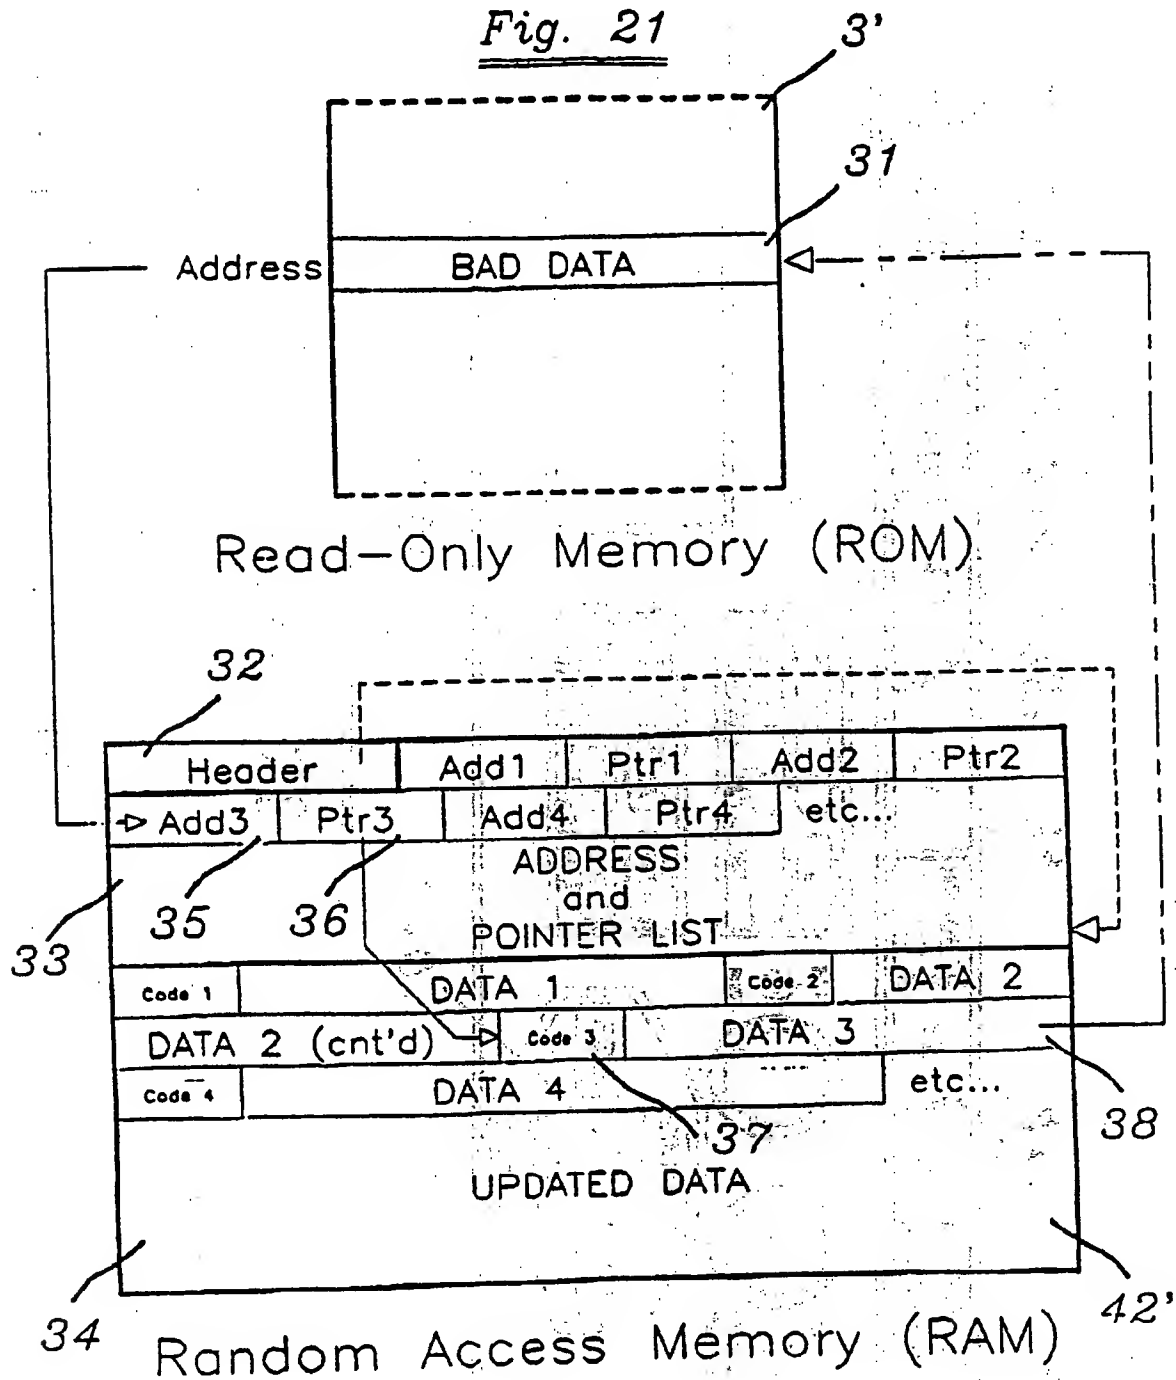 Fig. 21
3'
31
Address
BAD DATA
Read-Only Memory (ROM)
32
Header Add1 Ptr1 Add2 Ptr2
Add3 Ptr3 Add4 Ptr4 etc...
ADDRESS
and
POINTER LIST
33
35
36
Code 1 DATA 1 Code 2 DATA 2
DATA 2 (cnt'd) Code 3 DATA 3
Code 4 DATA 4 etc...
37
38
UPDATED DATA
34
42'
Random Access Memory (RAM)